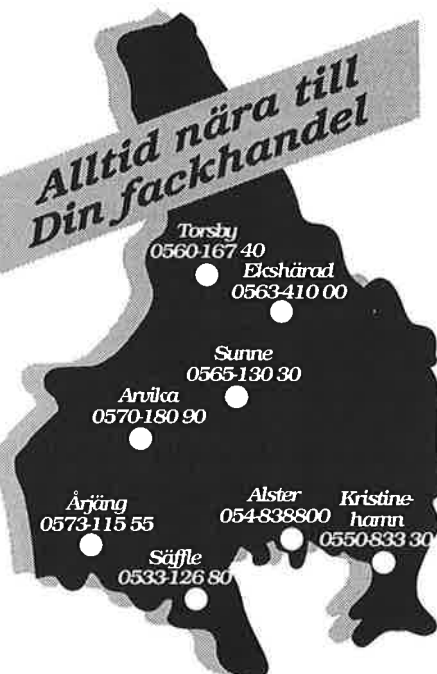 Alltid nära till
Din fackhandel
Torsby
0560-167 40
Ekshärad
0563-410 00
Sunne
0565-130 30
Arvika
0570-180 90
Årjäng
0573-115 55
Alster
054-838800
Kristine-
hamn
0550-833 30
Säffle
0533-126 80